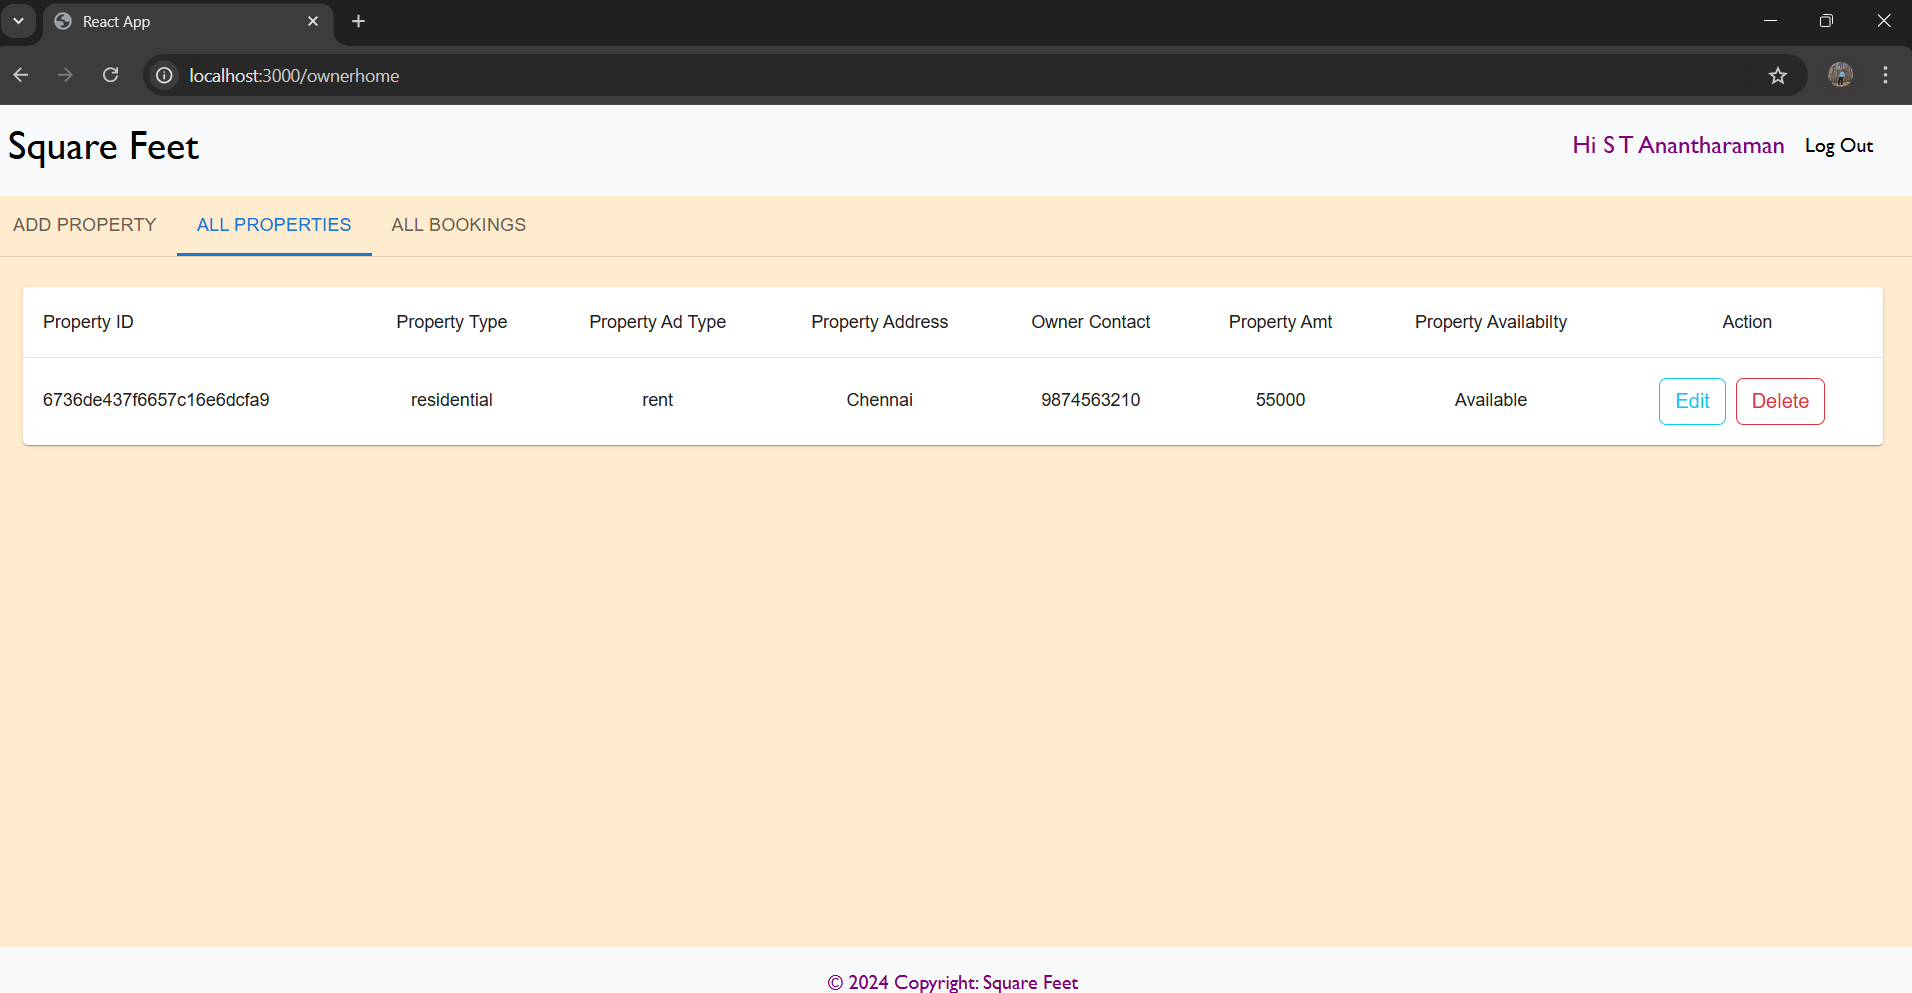 React App
localhost:3000/ownerhome
Square Feet
Hi S T Anantharaman Log Out
ADD PROPERTY ALL PROPERTIES ALL BOOKINGS
Property ID Property Type Property Ad Type Property Address Owner Contact Property Amt Property Availabilty Action
6736de437f6657c16e6dcfa9 residential rent Chennai 9874563210 55000 Available Edit Delete
© 2024 Copyright: Square Feet